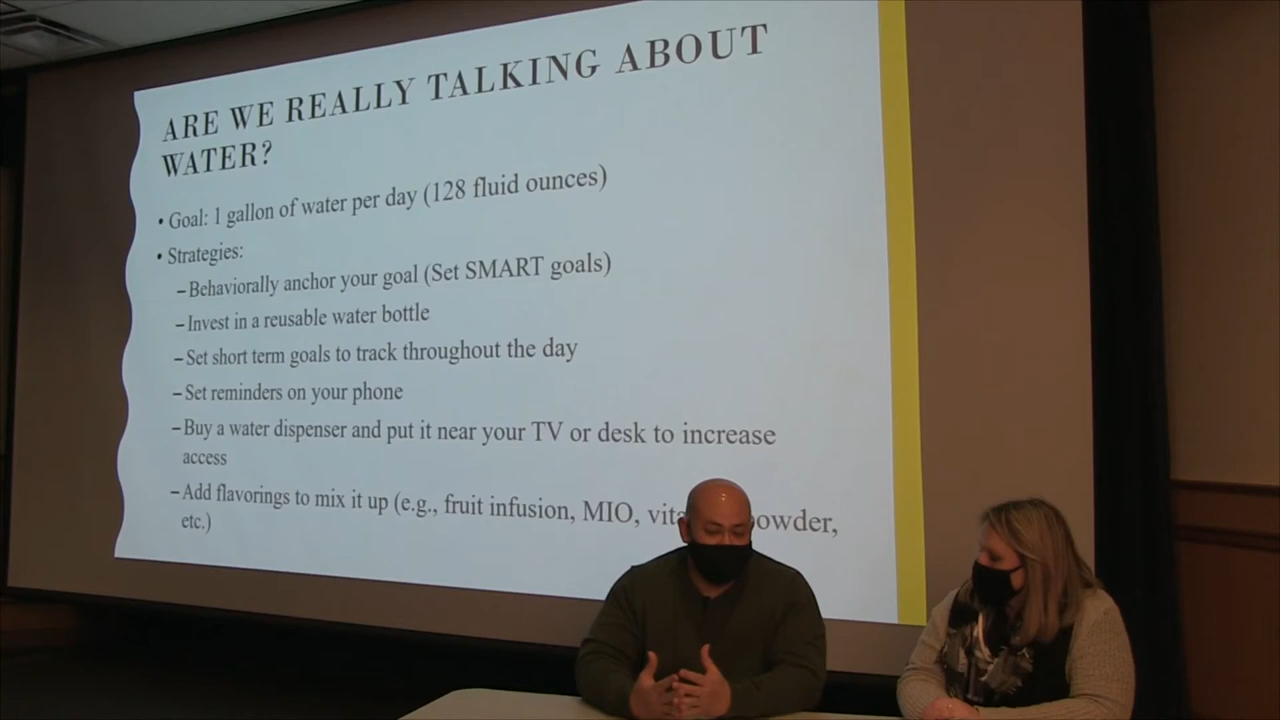 ARE WE REALLY TALKING ABOUT
WATER?
• Goal: 1 gallon of water per day (128 fluid ounces)
• Strategies:
– Behaviorally anchor your goal (Set SMART goals)
– Invest in a reusable water bottle
– Set short term goals to track throughout the day
– Set reminders on your phone
– Buy a water dispenser and put it near your TV or desk to increase
access
– Add flavorings to mix it up (e.g., fruit infusion, MIO,
etc.)